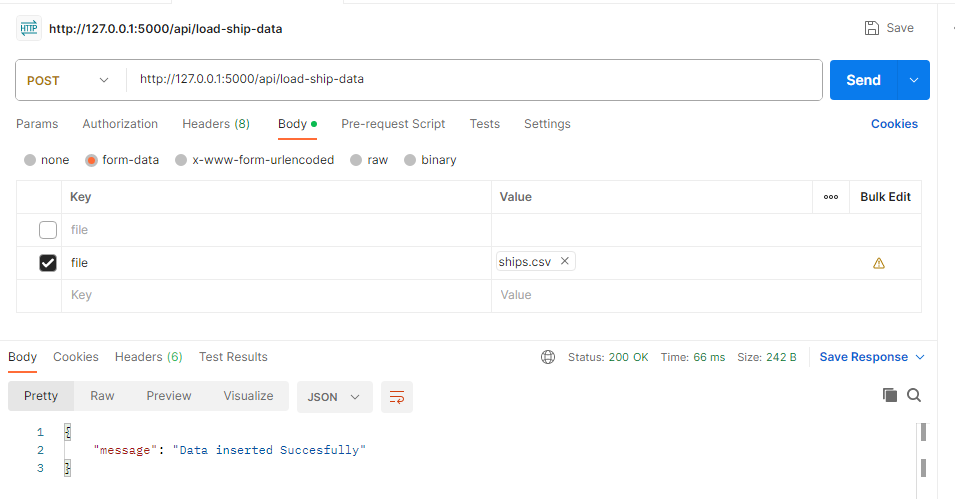 HTTP http://127.0.0.1:5000/api/load-ship-data Save
POST http://127.0.0.1:5000/api/load-ship-data Send
Params Authorization Headers (8) Body Pre-request Script Tests Settings Cookies
none form-data x-www-form-urlencoded raw binary
Key Value Bulk Edit
file
file ships.csv
Key Value
Body Cookies Headers (6) Test Results Status: 200 OK Time: 66 ms Size: 242 B Save Response
Pretty Raw Preview Visualize JSON
1 {
2 "message": "Data inserted Succesfully"
3 }